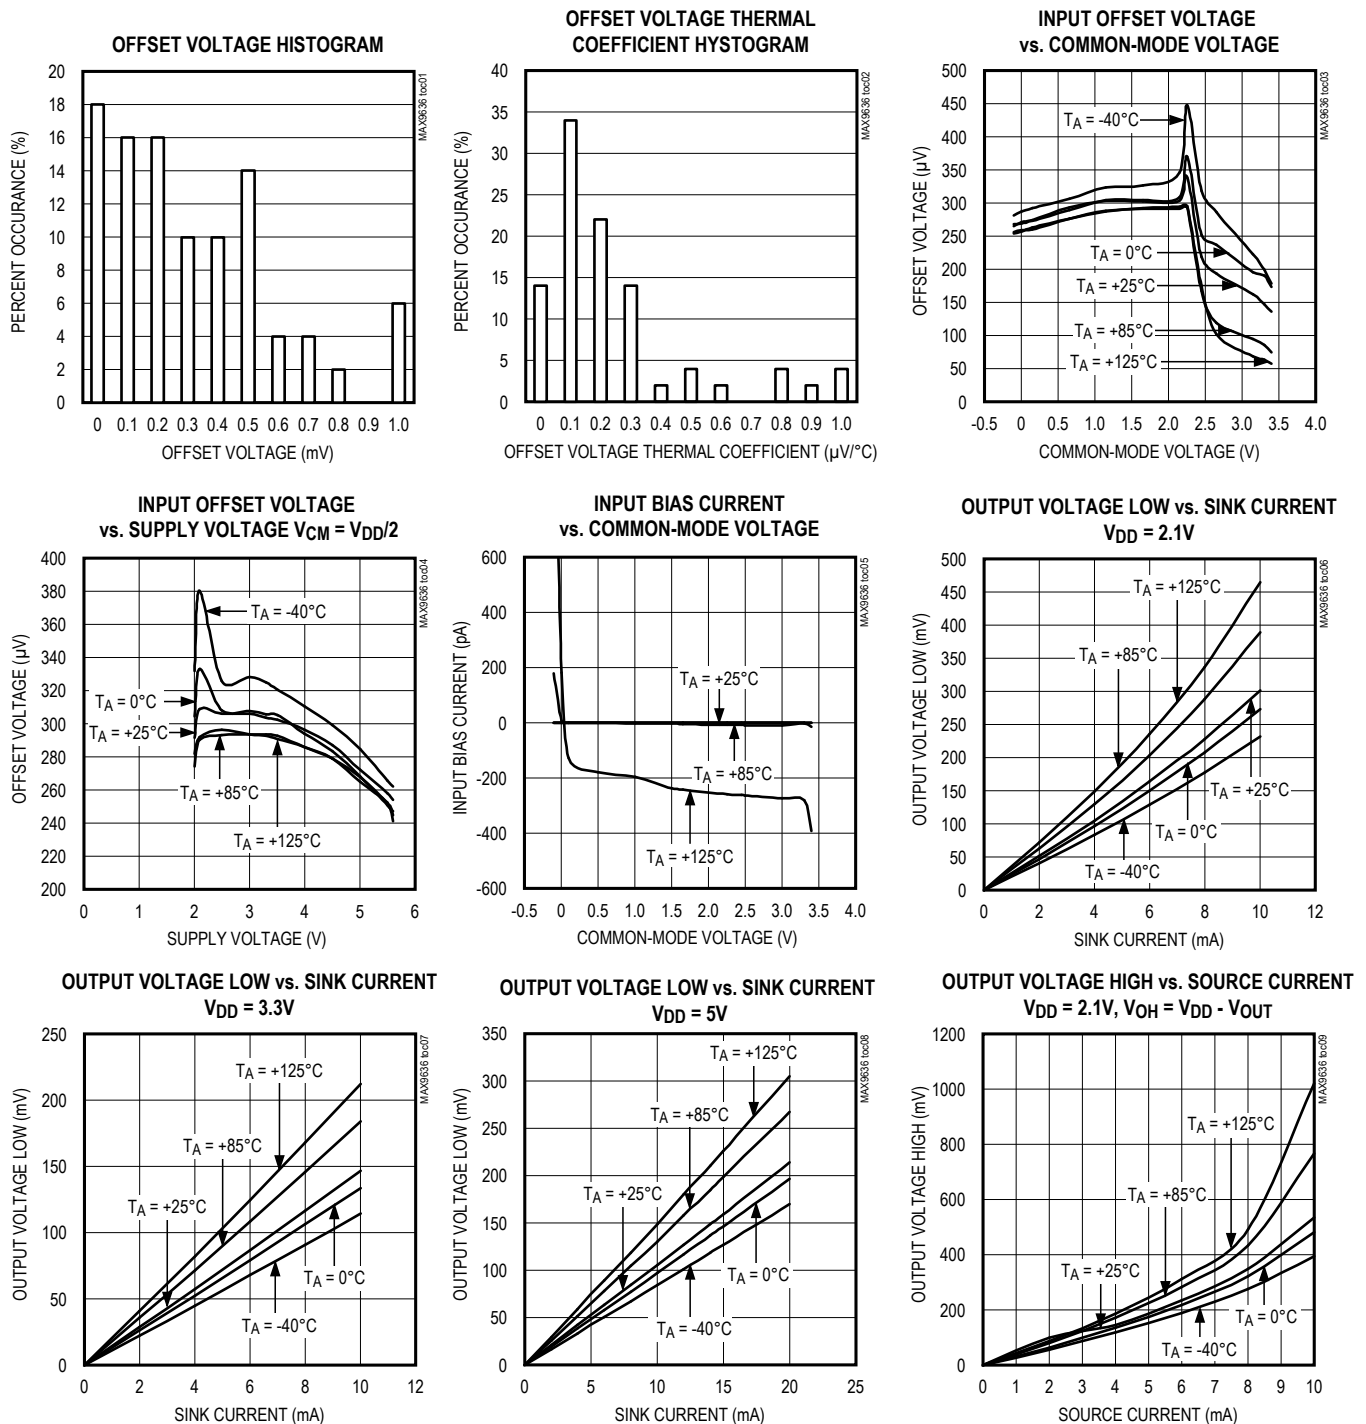 OFFSET VOLTAGE HISTOGRAM
PERCENT OCCURANCE (%)
20
18
16
14
12
10
8
6
4
2
0
0 0.1 0.2 0.3 0.4 0.5 0.6 0.7 0.8 0.9 1.0
OFFSET VOLTAGE (mV)
MAX9636 toc01
OFFSET VOLTAGE THERMAL
COEFFICIENT HYSTOGRAM
PERCENT OCCURANCE (%)
40
35
30
25
20
15
10
5
0
0 0.1 0.2 0.3 0.4 0.5 0.6 0.7 0.8 0.9 1.0
OFFSET VOLTAGE THERMAL COEFFICIENT (µV/°C)
MAX9636 toc02
INPUT OFFSET VOLTAGE
vs. COMMON-MODE VOLTAGE
OFFSET VOLTAGE (µV)
500
450
400
350
300
250
200
150
100
50
0
TA = -40°C
TA = 0°C
TA = +25°C
TA = +85°C
TA = +125°C
-0.5 0 0.5 1.0 1.5 2.0 2.5 3.0 3.5 4.0
COMMON-MODE VOLTAGE (V)
MAX9636 toc03
INPUT OFFSET VOLTAGE
vs. SUPPLY VOLTAGE VCM = VDD/2
OFFSET VOLTAGE (µV)
400
380
360
340
320
300
280
260
240
220
200
TA = -40°C
TA = 0°C
TA = +25°C
TA = +85°C
TA = +125°C
0 1 2 3 4 5 6
SUPPLY VOLTAGE (V)
MAX9636 toc04
INPUT BIAS CURRENT
vs. COMMON-MODE VOLTAGE
INPUT BIAS CURRENT (pA)
600
400
200
0
-200
-400
-600
TA = +25°C
TA = +85°C
TA = +125°C
-0.5 0 0.5 1.0 1.5 2.0 2.5 3.0 3.5 4.0
COMMON-MODE VOLTAGE (V)
MAX9636 toc05
OUTPUT VOLTAGE LOW vs. SINK CURRENT
VDD = 2.1V
OUTPUT VOLTAGE LOW (mV)
500
450
400
350
300
250
200
150
100
50
0
TA = +125°C
TA = +85°C
TA = +25°C
TA = 0°C
TA = -40°C
0 2 4 6 8 10 12
SINK CURRENT (mA)
MAX9636 toc06
OUTPUT VOLTAGE LOW vs. SINK CURRENT
VDD = 3.3V
OUTPUT VOLTAGE LOW (mV)
250
200
150
100
50
0
TA = +125°C
TA = +85°C
TA = +25°C
TA = 0°C
TA = -40°C
0 2 4 6 8 10 12
SINK CURRENT (mA)
MAX9636 toc07
OUTPUT VOLTAGE LOW vs. SINK CURRENT
VDD = 5V
OUTPUT VOLTAGE LOW (mV)
350
300
250
200
150
100
50
0
TA = +125°C
TA = +85°C
TA = +25°C
TA = 0°C
TA = -40°C
0 5 10 15 20 25
SINK CURRENT (mA)
MAX9636 toc08
OUTPUT VOLTAGE HIGH vs. SOURCE CURRENT
VDD = 2.1V, VOH = VDD - VOUT
OUTPUT VOLTAGE HIGH (mV)
1200
1000
800
600
400
200
0
TA = +125°C
TA = +85°C
TA = +25°C
TA = 0°C
TA = -40°C
0 1 2 3 4 5 6 7 8 9 10
SOURCE CURRENT (mA)
MAX9636 toc09